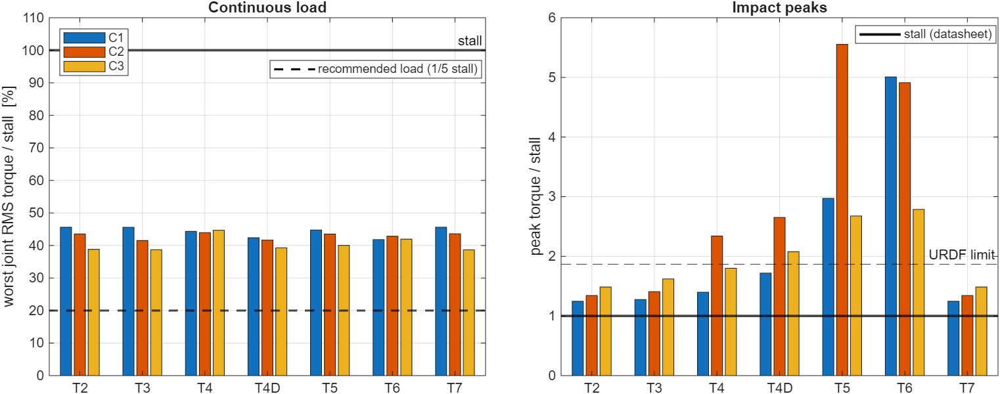 Continuous load
worst joint RMS torque / stall [%]
110
100
90
80
70
60
50
40
30
20
10
0
C1
C2
C3
stall
recommended load (1/5 stall)
T2
T3
T4
T4D
T5
T6
T7
Impact peaks
peak torque / stall
6
5
4
3
2
1
0
stall (datasheet)
URDF limit
T2
T3
T4
T4D
T5
T6
T7